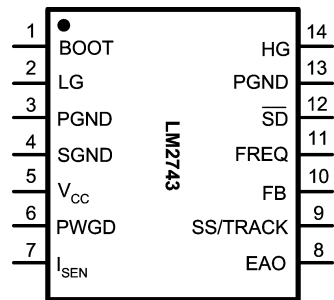 1 BOOT HG 14
2 LG PGND 13
3 PGND SD 12
4 SGND FREQ 11
5 VCC FB 10
6 PWGD SS/TRACK 9
7 ISEN EAO 8
LM2743